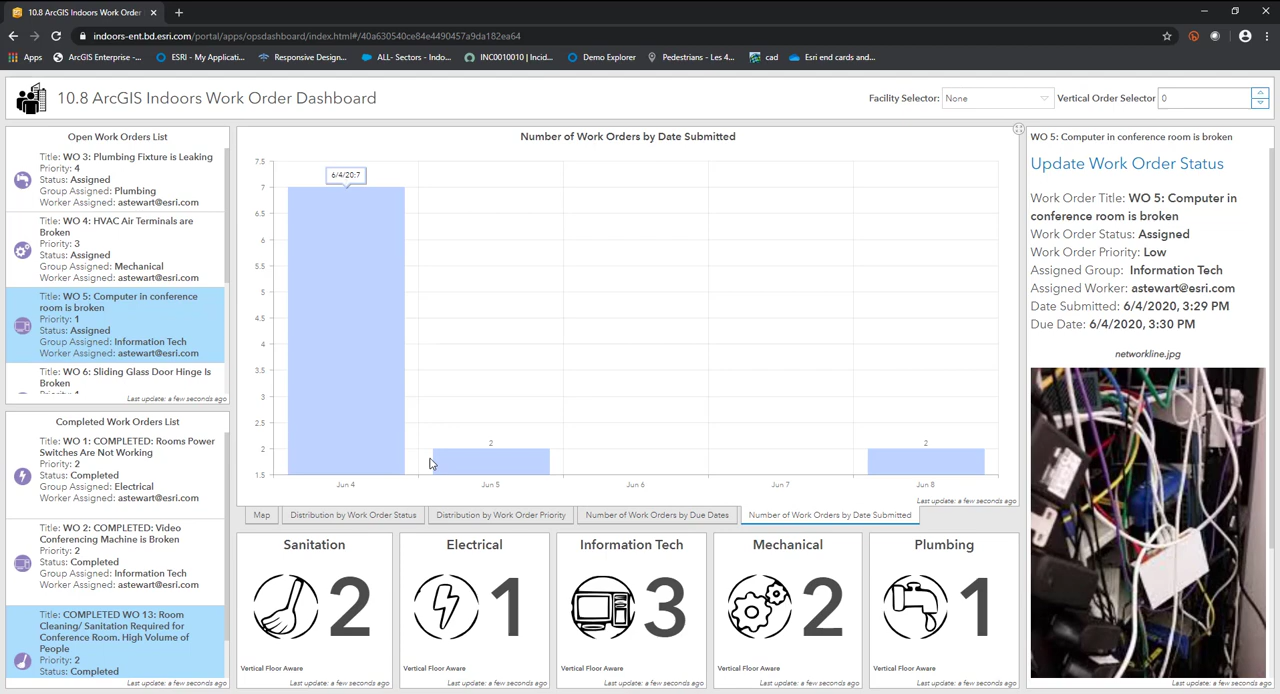 10.8 ArcGIS Indoors Work Order
indoors-ent.bd.esri.com/portal/apps/opsdashboard/index.html#/40a630540ce84e4490457a9da182ea64
Apps
ArcGIS Enterprise -...
ESRI - My Applicati...
Responsive Design...
ALL- Sectors - Indo...
INC0010010 | Incid...
Demo Explorer
Pedestrians - Les 4...
cad
Esri end cards and...
10.8 ArcGIS Indoors Work Order Dashboard
Facility Selector: None
Vertical Order Selector 0
Open Work Orders List
Title: WO 3: Plumbing Fixture is Leaking
Priority: 4
Status: Assigned
Group Assigned: Plumbing
Worker Assigned: astewart@esri.com
Title: WO 4: HVAC Air Terminals are
Broken
Priority: 3
Status: Assigned
Group Assigned: Mechanical
Worker Assigned: astewart@esri.com
Title: WO 5: Computer in conference
room is broken
Priority: 1
Status: Assigned
Group Assigned: Information Tech
Worker Assigned: astewart@esri.com
Title: WO 6: Sliding Glass Door Hinge Is
Broken
Last update: a few seconds ago
Completed Work Orders List
Title: WO 1: COMPLETED: Rooms Power
Switches Are Not Working
Priority: 2
Status: Completed
Group Assigned: Electrical
Worker Assigned: astewart@esri.com
Title: WO 2: COMPLETED: Video
Conferencing Machine is Broken
Priority: 2
Status: Completed
Group Assigned: Information Tech
Worker Assigned: astewart@esri.com
Title: COMPLETED WO 13: Room
Cleaning/ Sanitation Required for
Conference Room. High Volume of
People
Priority: 2
Status: Completed
Last update: a few seconds ago
Number of Work Orders by Date Submitted
7.5
7
6.5
6
5.5
5
4.5
4
3.5
3
2.5
2
1.5
6/4/20:7
2
2
Jun 4
Jun 5
Jun 6
Jun 7
Jun 8
Last update: a few seconds ago
Map
Distribution by Work Order Status
Distribution by Work Order Priority
Number of Work Orders by Due Dates
Number of Work Orders by Date Submitted
Sanitation
2
Vertical Floor Aware
Last update: a few seconds ago
Electrical
1
Vertical Floor Aware
Last update: a few seconds ago
Information Tech
3
Vertical Floor Aware
Last update: a few seconds ago
Mechanical
2
Vertical Floor Aware
Last update: a few seconds ago
Plumbing
1
Vertical Floor Aware
Last update: a few seconds ago
WO 5: Computer in conference room is broken
Update Work Order Status
Work Order Title: WO 5: Computer in
conference room is broken
Work Order Status: Assigned
Work Order Priority: Low
Assigned Group: Information Tech
Assigned Worker: astewart@esri.com
Date Submitted: 6/4/2020, 3:29 PM
Due Date: 6/4/2020, 3:30 PM
networkline.jpg
Last update: a few seconds ago